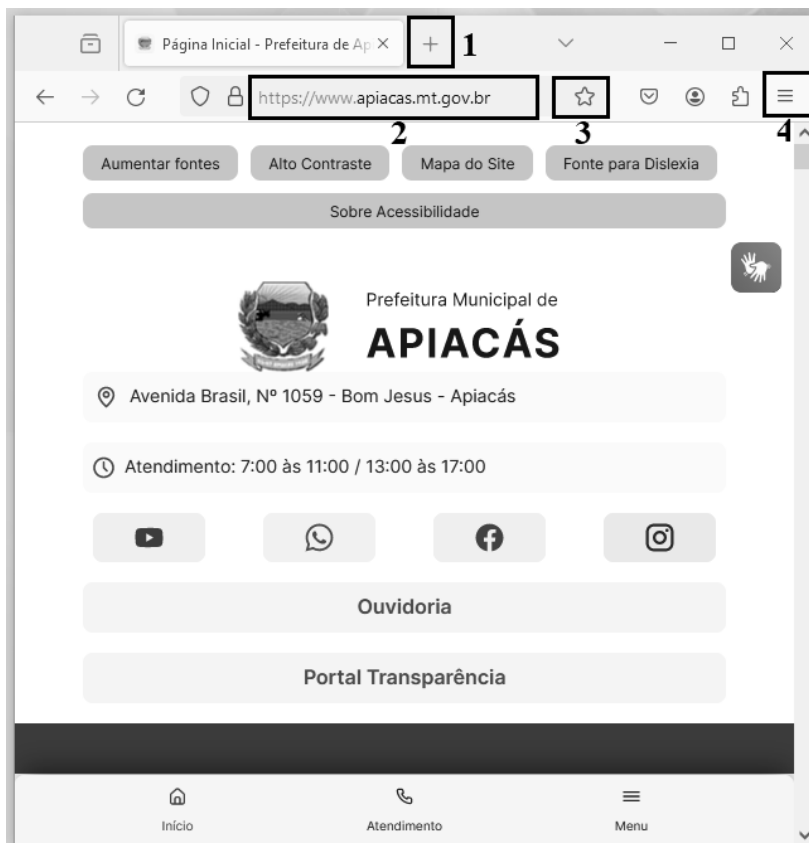 Página Inicial - Prefeitura de Ap
1
https://www.apiacas.mt.gov.br
2
3
4
Aumentar fontes
Alto Contraste
Mapa do Site
Fonte para Dislexia
Sobre Acessibilidade
Prefeitura Municipal de
APIACÁS
Avenida Brasil, Nº 1059 - Bom Jesus - Apiacás
Atendimento: 7:00 às 11:00 / 13:00 às 17:00
Ouvidoria
Portal Transparência
Início
Atendimento
Menu